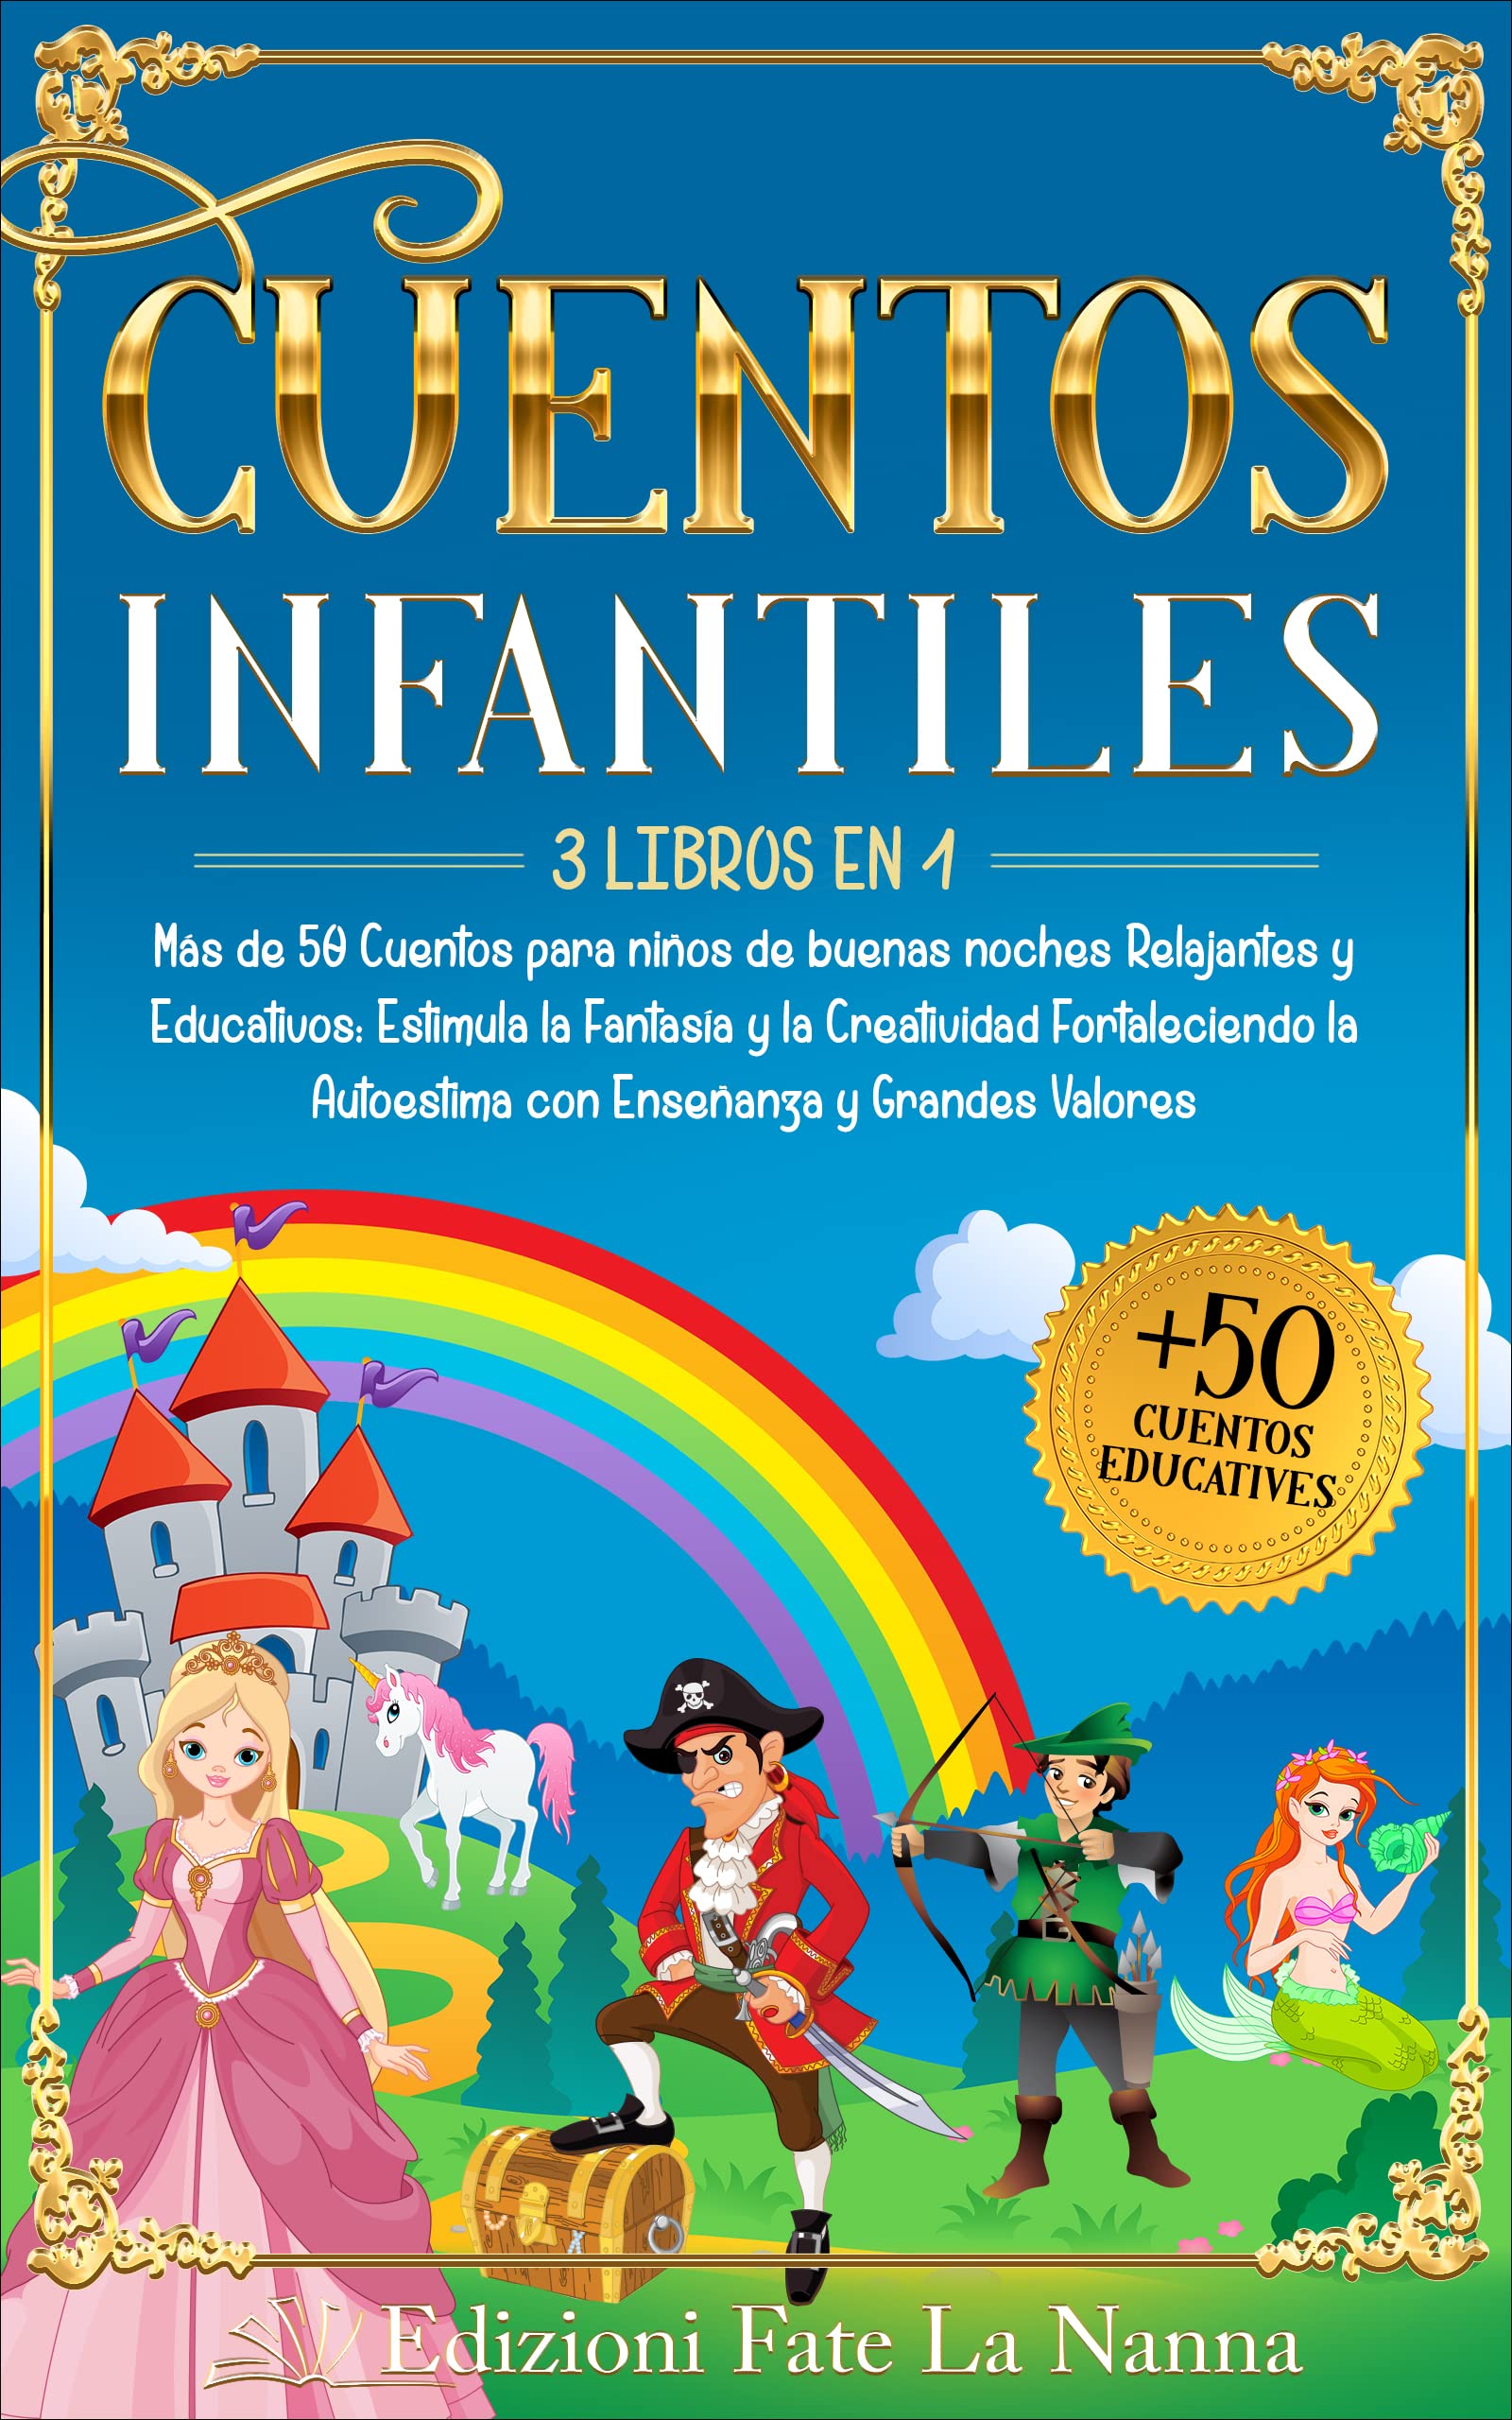 CUENTOS
INFANTILES
3 LIBROS EN 1
Más de 50 Cuentos para niños de buenas noches Relajantes y
Educativos: Estimula la Fantasía y la Creatividad Fortaleciendo la
Autoestima con Enseñanza y Grandes Valores
+50
CUENTOS
EDUCATIVES
Edizioni Fate La Nanna